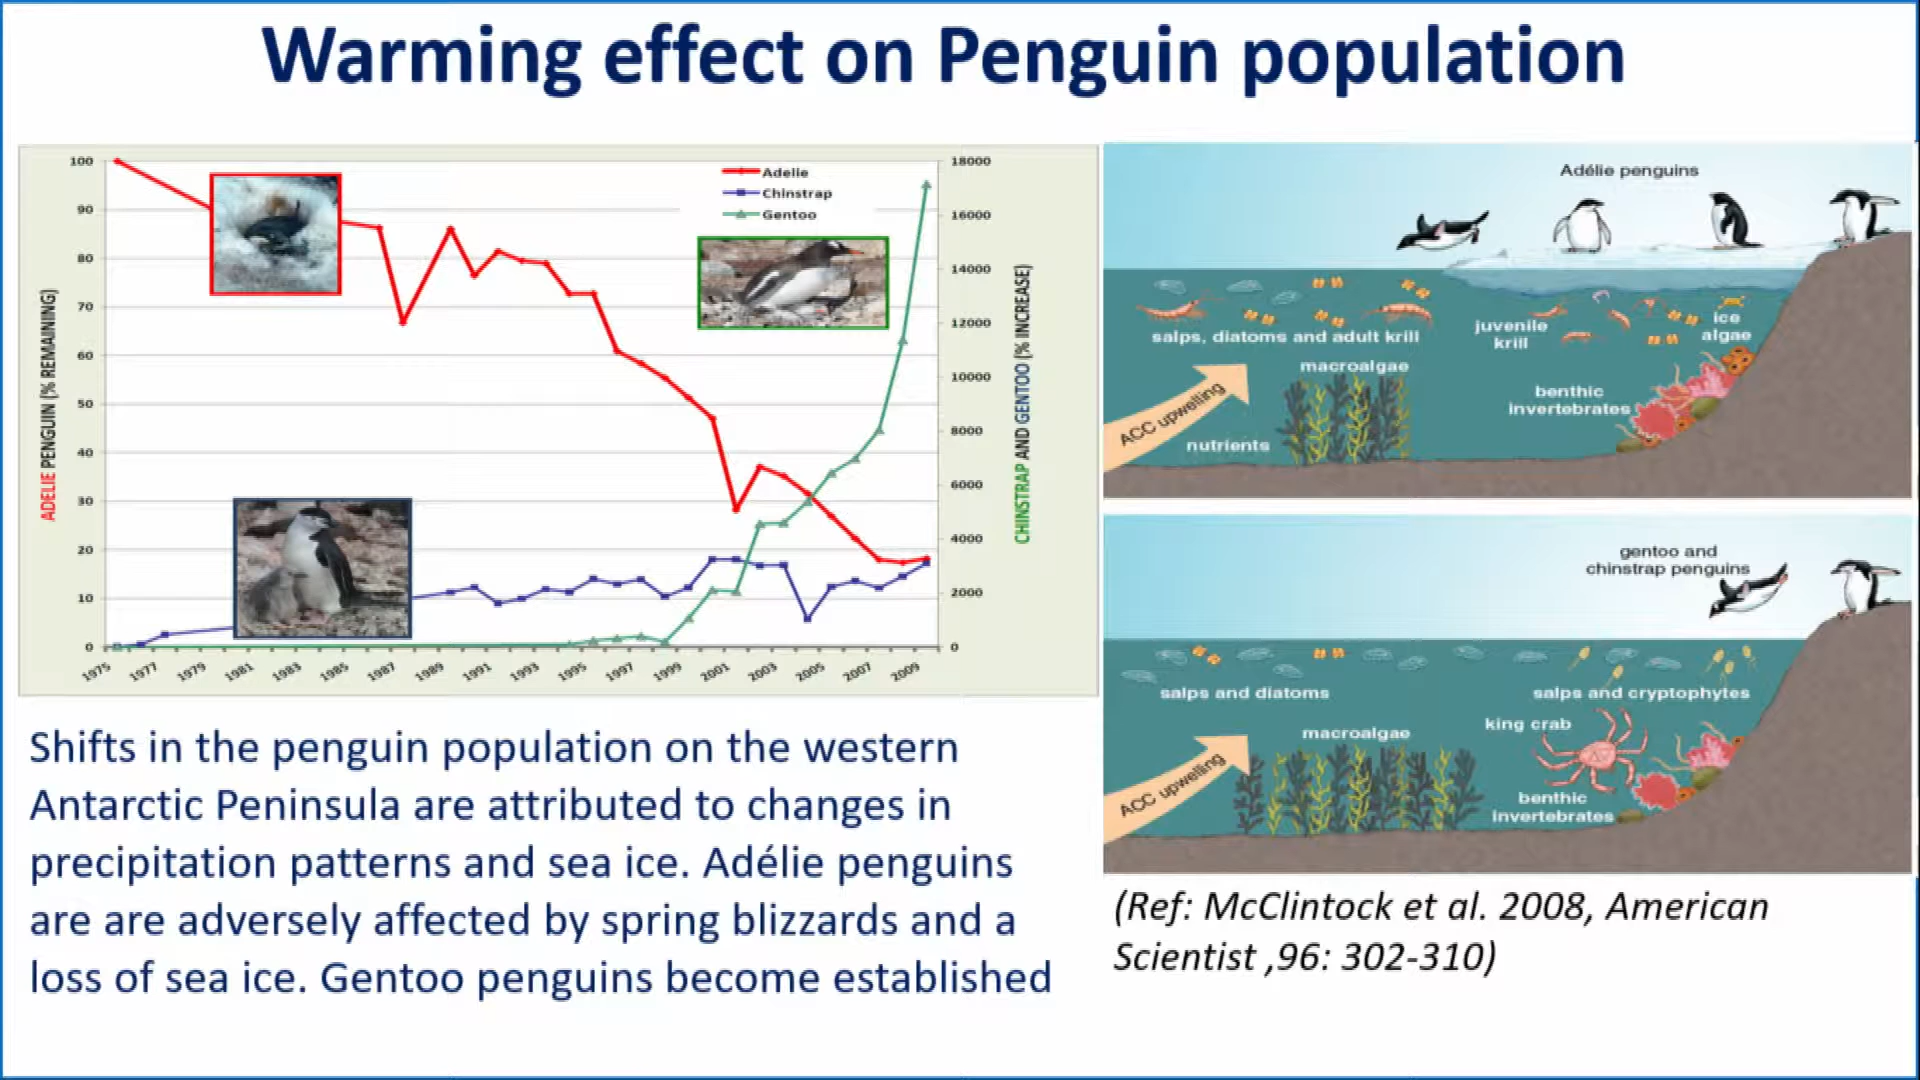 Warming effect on Penguin population
100
90
80
70
60
50
40
30
20
10
0
ADELIE PENGUIN (% REMAINING)
Adelie
Chinstrap
Gentoo
18000
16000
14000
12000
10000
8000
6000
4000
2000
0
CHINSTRAP AND GENTOO (% INCREASE)
1975
1977
1979
1981
1983
1985
1987
1989
1991
1993
1995
1997
1999
2001
2003
2005
2007
2009
Adélie penguins
salps, diatoms and adult krill
juvenile
krill
ice
algae
macroalgae
benthic
invertebrates
ACC upwelling
nutrients
gentoo and
chinstrap penguins
salps and diatoms
salps and cryptophytes
king crab
macroalgae
ACC upwelling
benthic
invertebrates
Shifts in the penguin population on the western
Antarctic Peninsula are attributed to changes in
precipitation patterns and sea ice. Adélie penguins
are are adversely affected by spring blizzards and a
loss of sea ice. Gentoo penguins become established
(Ref: McClintock et al. 2008, American
Scientist ,96: 302-310)